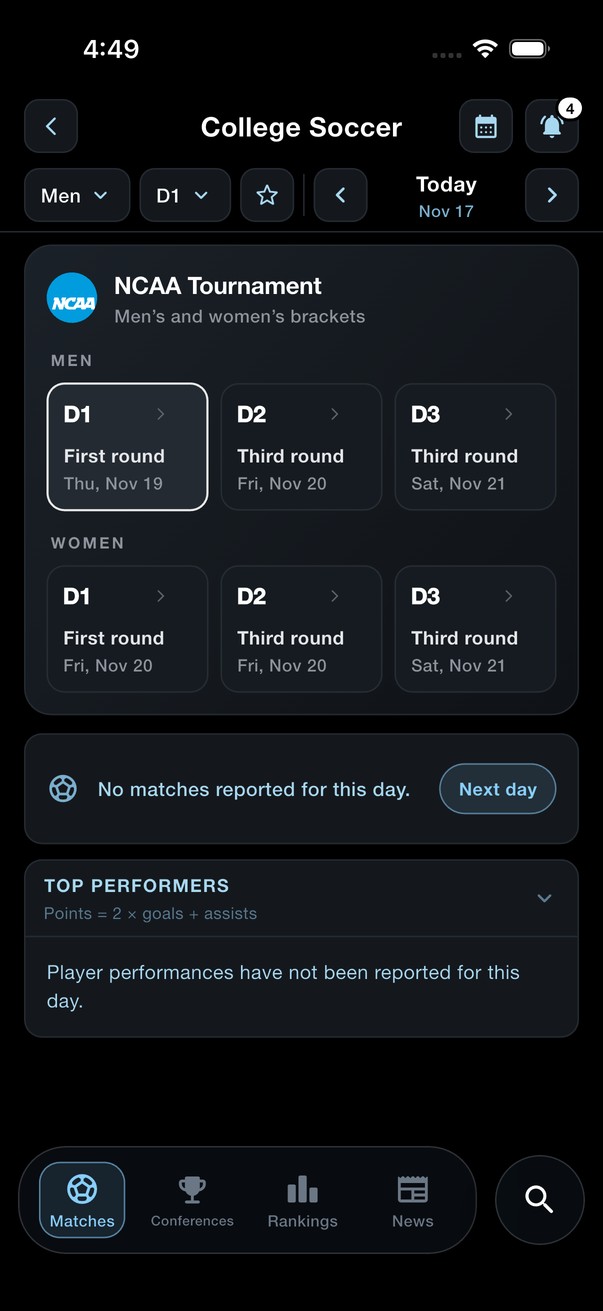 4:49
College Soccer
4
Men
D1
Today
Nov 17
NCAA
NCAA Tournament
Men’s and women’s brackets
MEN
D1
First round
Thu, Nov 19
D2
Third round
Fri, Nov 20
D3
Third round
Sat, Nov 21
WOMEN
D1
First round
Fri, Nov 20
D2
Third round
Fri, Nov 20
D3
Third round
Sat, Nov 21
No matches reported for this day.
Next day
TOP PERFORMERS
Points = 2 × goals + assists
Player performances have not been reported for this
day.
Matches
Conferences
Rankings
News